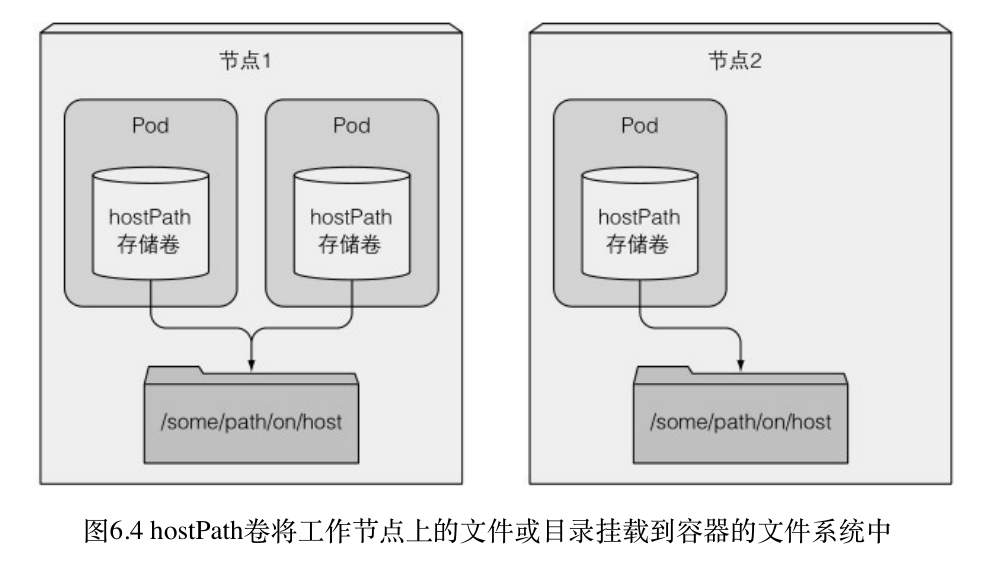 节点1
Pod
hostPath
存储卷
Pod
hostPath
存储卷
/some/path/on/host
节点2
Pod
hostPath
存储卷
/some/path/on/host
图6.4 hostPath卷将工作节点上的文件或目录挂载到容器的文件系统中